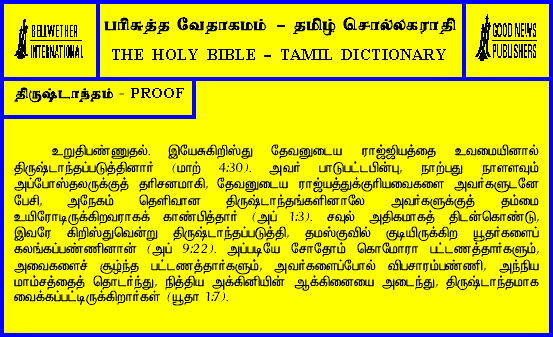 BELLWETHER
INTERNATIONAL
பரிசுத்த வேதாகமம் – தமிழ் சொல்லகராதி
THE HOLY BIBLE – TAMIL DICTIONARY
GOOD NEWS
PUBLISHERS
திருஷ்டாந்தம் - PROOF
உறுதிபண்ணுதல். இயேசுகிறிஸ்து தேவனுடைய ராஜ்ஜியத்தை உவமையினால்
திருஷ்டாந்தப்படுத்தினார் (மாற் 4:30). அவர் பாடுபட்டபின்பு, நாற்பது நாளளவும்
அப்போஸ்தலருக்குத் தரிசனமாகி, தேவனுடைய ராஜ்யத்துக்குரியவைகளை அவர்களுடனே
பேசி, அநேகம் தெளிவான திருஷ்டாந்தங்களினாலே அவர்களுக்குத் தம்மை
உயிரோடிருக்கிறவராகக் காண்பித்தார் (அப் 1:3). சவுல் அதிகமாகத் திடன்கொண்டு,
இவரே கிறிஸ்துவென்று திருஷ்டாந்தப்படுத்தி, தமஸ்குவில் குடியிருக்கிற யூதர்களைப்
கலங்கப்பண்ணினான் (அப் 9:22). அப்படியே சோதோம் கொமோரா பட்டணத்தார்களும்,
அவைகளைச் சூழ்ந்த பட்டணத்தார்களும், அவர்களைப்போல் விபசாரம்பண்ணி, அந்நிய
மாம்சத்தைத் தொடர்ந்து, நித்திய அக்கினியின் ஆக்கினையை அடைந்து, திருஷ்டாந்தமாக
வைக்கப்பட்டிருக்கிறார்கள் (யூதா 1:7).